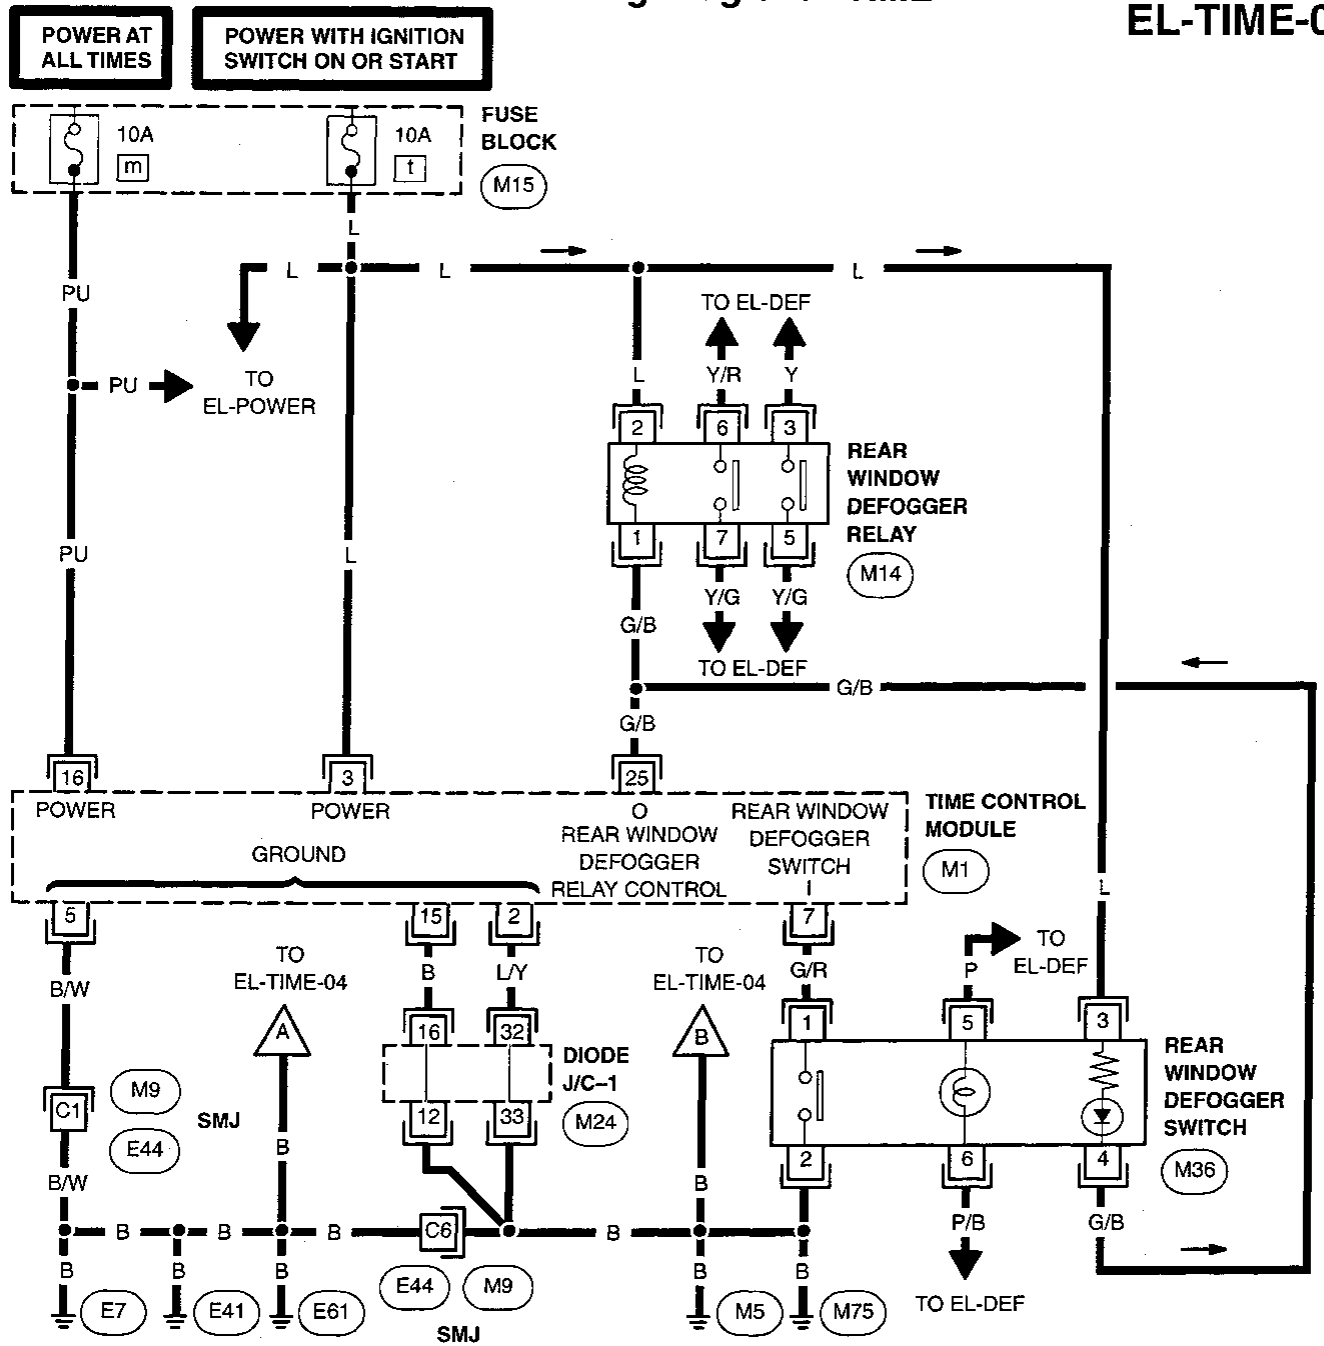 EL-TIME-0
POWER AT
ALL TIMES
POWER WITH IGNITION
SWITCH ON OR START
10A
m
10A
t
FUSE
BLOCK
M15
L
L
L
L
PU
PU
TO
EL-POWER
TO EL-DEF
L
Y/R
Y
2
6
3
REAR
WINDOW
DEFOGGER
RELAY
M14
1
7
5
PU
L
G/B
Y/G
Y/G
TO EL-DEF
G/B
G/B
16
3
25
POWER
POWER
O
REAR WINDOW
DEFOGGER
RELAY CONTROL
REAR WINDOW
DEFOGGER
SWITCH
I
GROUND
TIME CONTROL
MODULE
M1
L
5
15
2
7
B/W
TO
EL-TIME-04
A
B
L/Y
TO
EL-TIME-04
B
G/R
P
TO
EL-DEF
16
32
1
5
3
DIODE
J/C-1
M24
12
33
C1
M9
E44
SMJ
REAR
WINDOW
DEFOGGER
SWITCH
M36
2
6
4
B/W
B
B
P/B
G/B
B
B
B
C6
B
B
B
B
E44
M9
SMJ
B
B
TO EL-DEF
E7
E41
E61
M5
M75